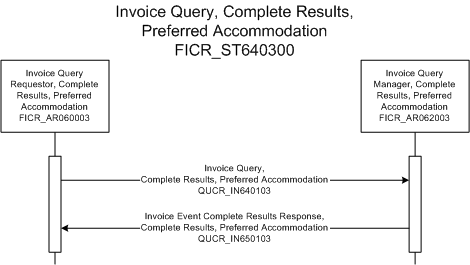 Invoice Query, Complete Results,
Preferred Accommodation
FICR_ST640300
Invoice Query
Requestor, Complete
Results, Preferred
Accommodation
FICR_AR060003
Invoice Query
Manager, Complete
Results, Preferred
Accommodation
FICR_AR062003
Invoice Query,
Complete Results, Preferred Accommodation
QUCR_IN640103
Invoice Event Complete Results Response,
Complete Results, Preferred Accommodation
QUCR_IN650103